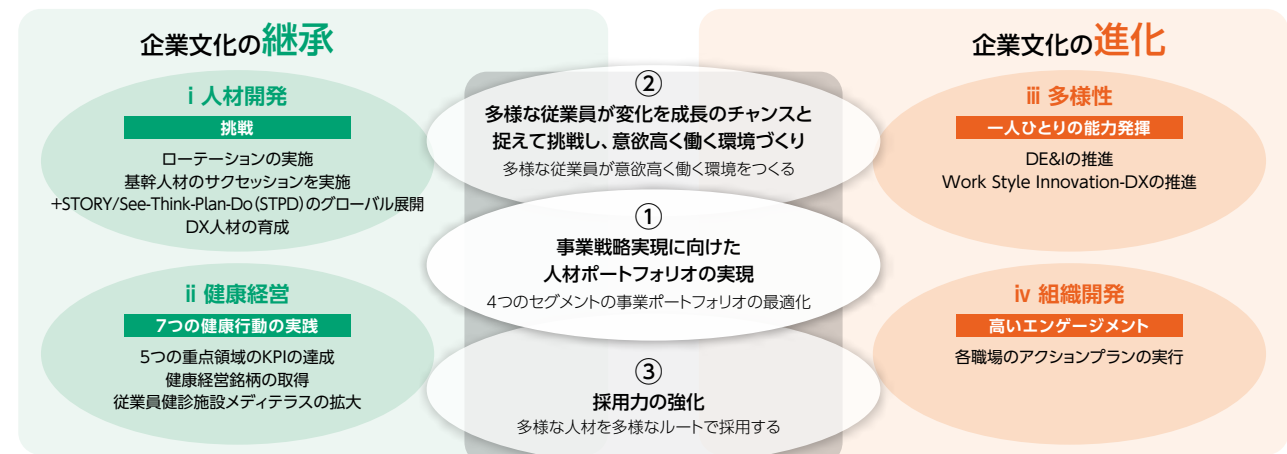 企業文化の継承
i 人材開発
挑戦
ローテーションの実施
基幹人材のサクセッションを実施
+STORY/See-Think-Plan-Do(STPD)のグローバル展開
DX人材の育成
ii 健康経営
7つの健康行動の実践
5つの重点領域のKPIの達成
健康経営銘柄の取得
従業員健診施設メディテラスの拡大
②
多様な従業員が変化を成長のチャンスと
捉えて挑戦し、意欲高く働く環境づくり
多様な従業員が意欲高く働く環境をつくる
①
事業戦略実現に向けた
人材ポートフォリオの実現
4つのセグメントの事業ポートフォリオの最適化
③
採用力の強化
多様な人材を多様なルートで採用する
企業文化の進化
iii 多様性
一人ひとりの能力発揮
DE&Iの推進
Work Style Innovation-DXの推進
iv 組織開発
高いエンゲージメント
各職場のアクションプランの実行